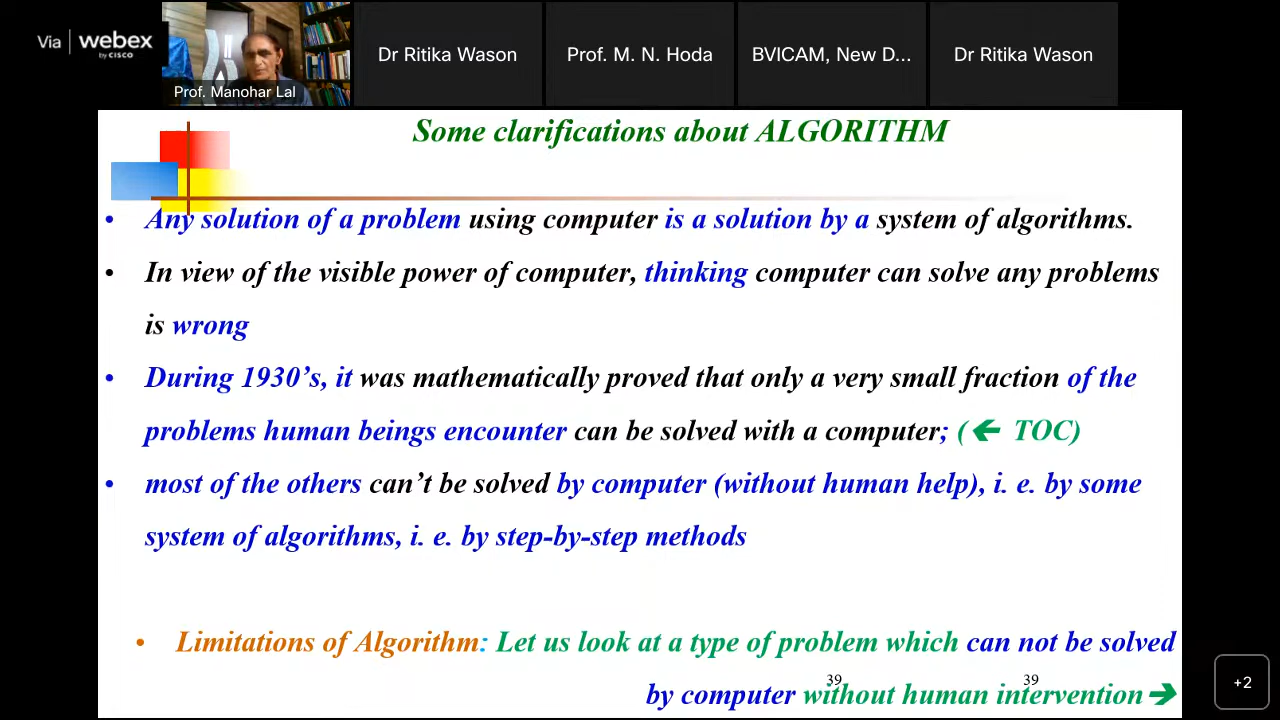 Via webex
by CISCO
Prof. Manohar Lal
Dr Ritika Wason
Prof. M. N. Hoda
BVICAM, New D...
Dr Ritika Wason
Some clarifications about ALGORITHM
• Any solution of a problem using computer is a solution by a system of algorithms.
• In view of the visible power of computer, thinking computer can solve any problems
is wrong
• During 1930’s, it was mathematically proved that only a very small fraction of the
problems human beings encounter can be solved with a computer; (← TOC)
• most of the others can’t be solved by computer (without human help), i. e. by some
system of algorithms, i. e. by step-by-step methods
• Limitations of Algorithm: Let us look at a type of problem which can not be solved
by computer without human intervention→
39 39
+2